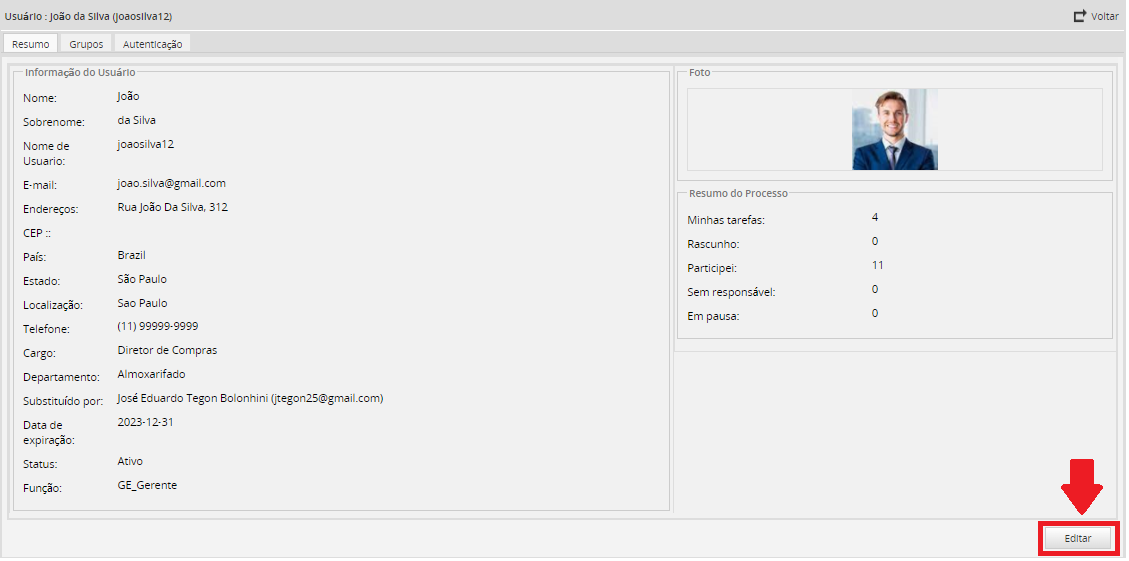 Usuário : João da Silva (joaosilva12)
Voltar
Resumo
Grupos
Autenticação
Informação do Usuário
Nome: João
Sobrenome: da Silva
Nome de Usuario: joaosilva12
E-mail: joao.silva@gmail.com
Endereços: Rua João Da Silva, 312
CEP ::
País: Brazil
Estado: São Paulo
Localização: Sao Paulo
Telefone: (11) 99999-9999
Cargo: Diretor de Compras
Departamento: Almoxarifado
Substituído por: José Eduardo Tegon Bolonhini (jtegon25@gmail.com)
Data de expiração: 2023-12-31
Status: Ativo
Função: GE_Gerente
Foto
Resumo do Processo
Minhas tarefas: 4
Rascunho: 0
Participei: 11
Sem responsável: 0
Em pausa: 0
Editar